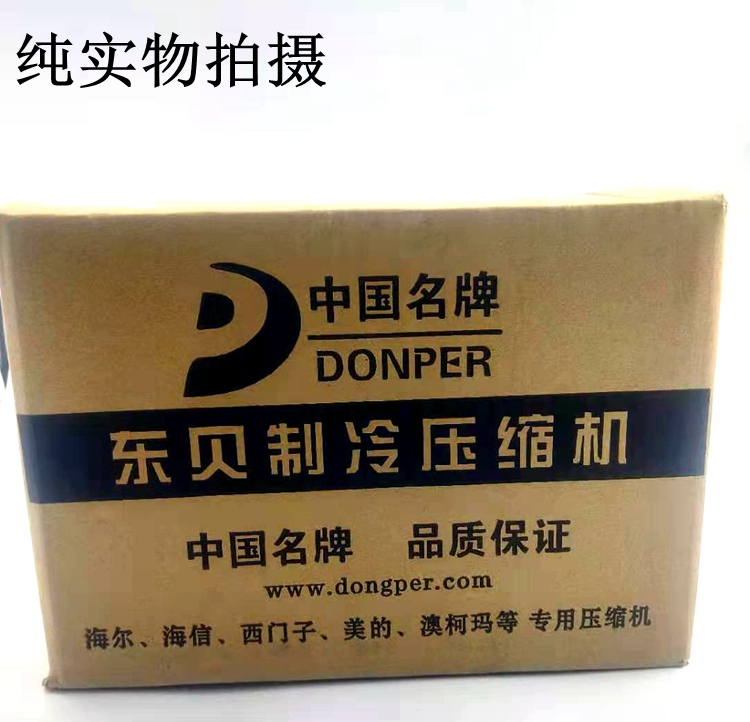 纯实物拍摄
中国名牌
DONPER
东贝制冷压缩机
中国名牌 品质保证
www.dongper.com
海尔、海信、西门子、美的、澳柯玛等 专用压缩机